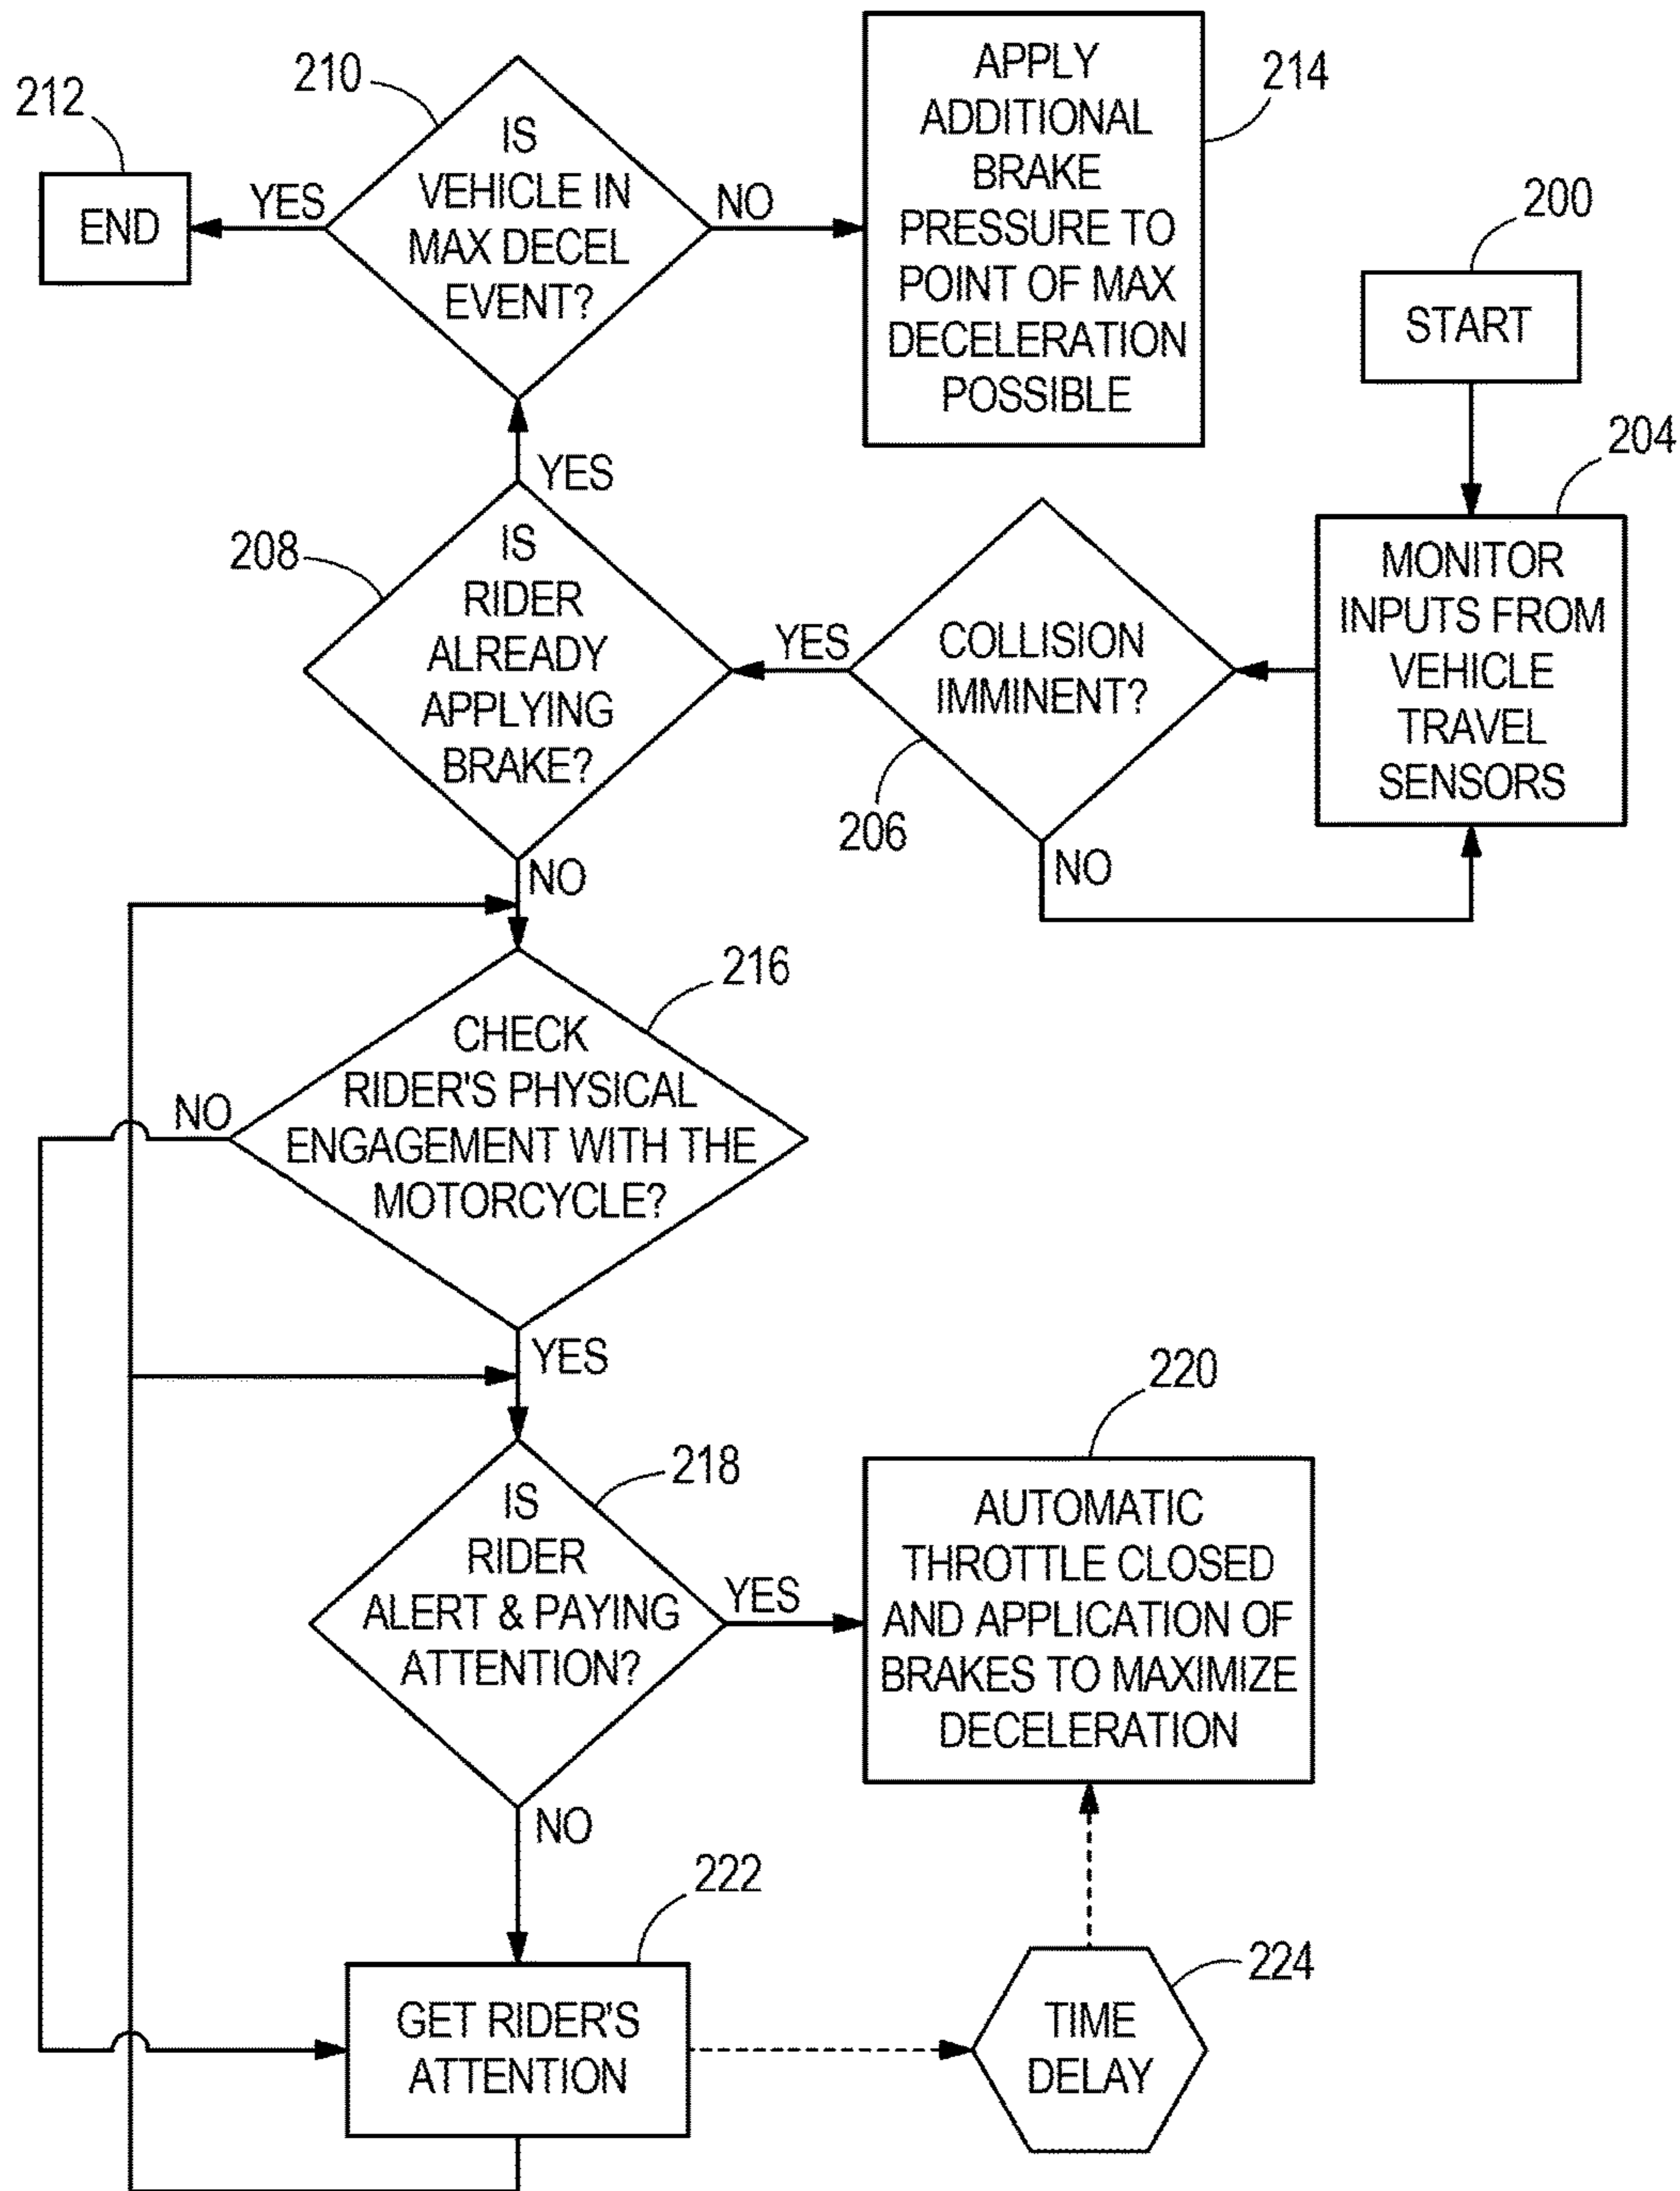 210
IS
VEHICLE IN
MAX DECEL
EVENT?
212
END
YES
NO
APPLY
ADDITIONAL
BRAKE
PRESSURE TO
POINT OF MAX
DECELERATION
POSSIBLE
214
200
START
204
MONITOR
INPUTS FROM
VEHICLE
TRAVEL
SENSORS
COLLISION
IMMINENT?
206
YES
NO
208
IS
RIDER
ALREADY
APPLYING
BRAKE?
YES
NO
216
CHECK
RIDER'S PHYSICAL
ENGAGEMENT WITH THE
MOTORCYCLE?
NO
YES
218
IS
RIDER
ALERT & PAYING
ATTENTION?
YES
NO
220
AUTOMATIC
THROTTLE CLOSED
AND APPLICATION OF
BRAKES TO MAXIMIZE
DECELERATION
222
GET RIDER'S
ATTENTION
224
TIME
DELAY